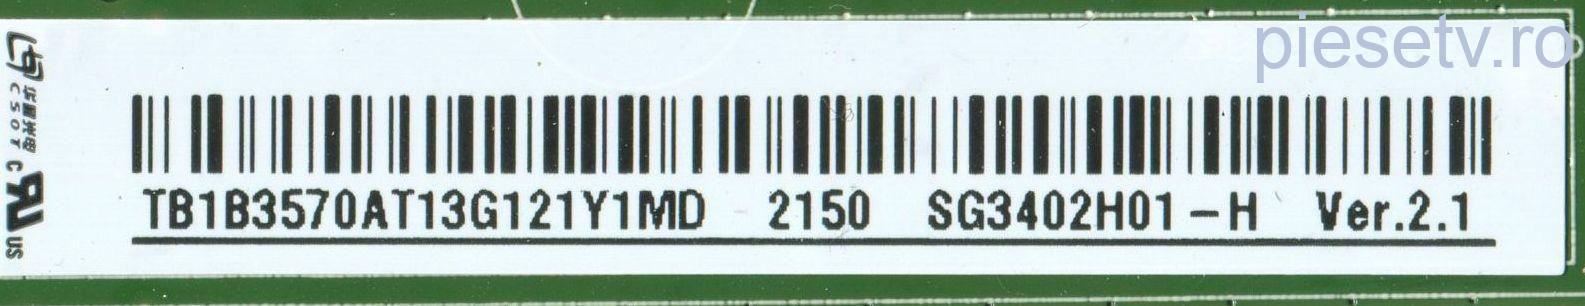 piesetv.ro
TB1B3570AT13G121Y1MD 2150 SG3402H01-H Ver.2.1
CSOT
US